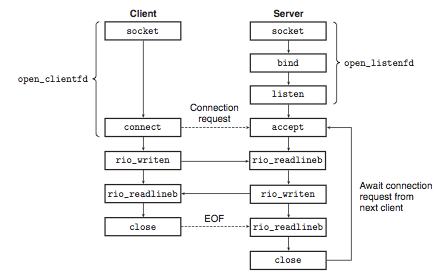 Client
Server
socket
socket
open_clientfd
bind
open_listenfd
listen
Connection
request
connect
accept
rio_writen
rio_readlineb
rio_readlineb
rio_writen
Await connection
request from
next client
EOF
close
rio_readlineb
close